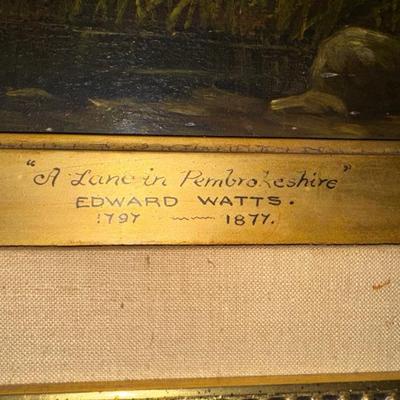 "A Lane in Pembrokeshire"
EDWARD WATTS.
1797 ~~~ 1877.